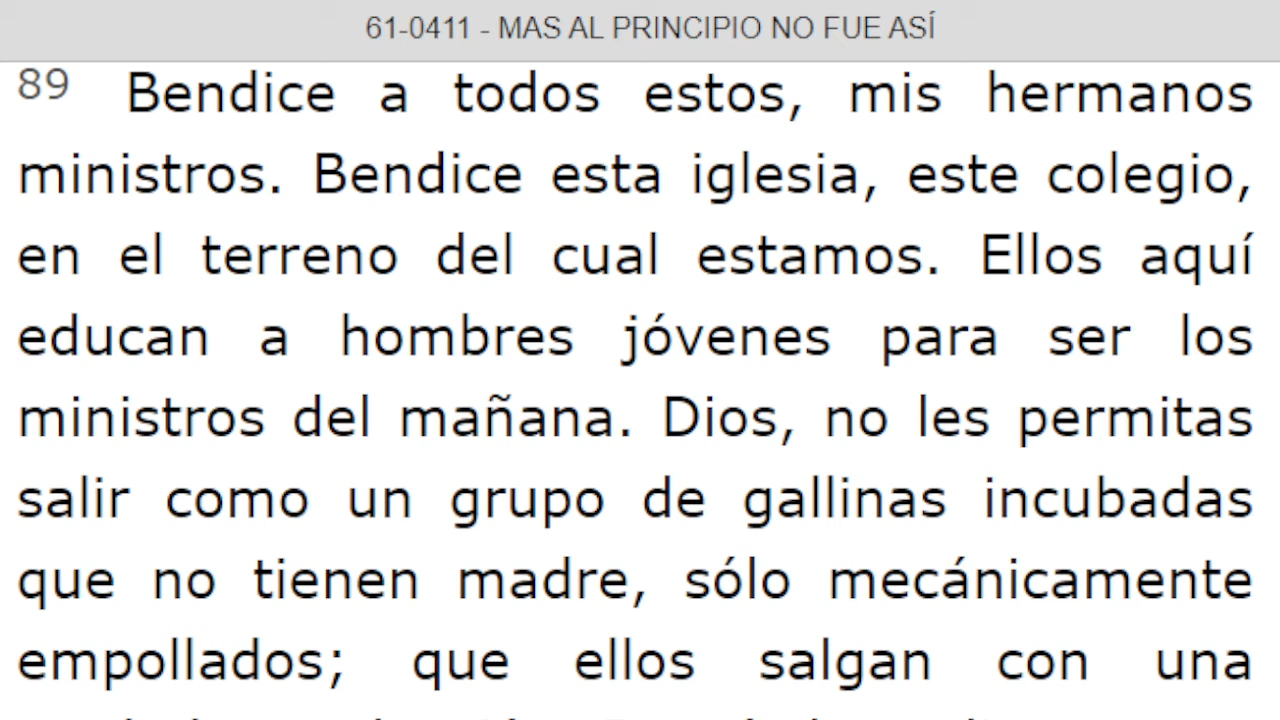 61-0411 - MAS AL PRINCIPIO NO FUE ASÍ
89 Bendice a todos estos, mis hermanos
ministros. Bendice esta iglesia, este colegio,
en el terreno del cual estamos. Ellos aquí
educan a hombres jóvenes para ser los
ministros del mañana. Dios, no les permitas
salir como un grupo de gallinas incubadas
que no tienen madre, sólo mecánicamente
empollados; que ellos salgan con una